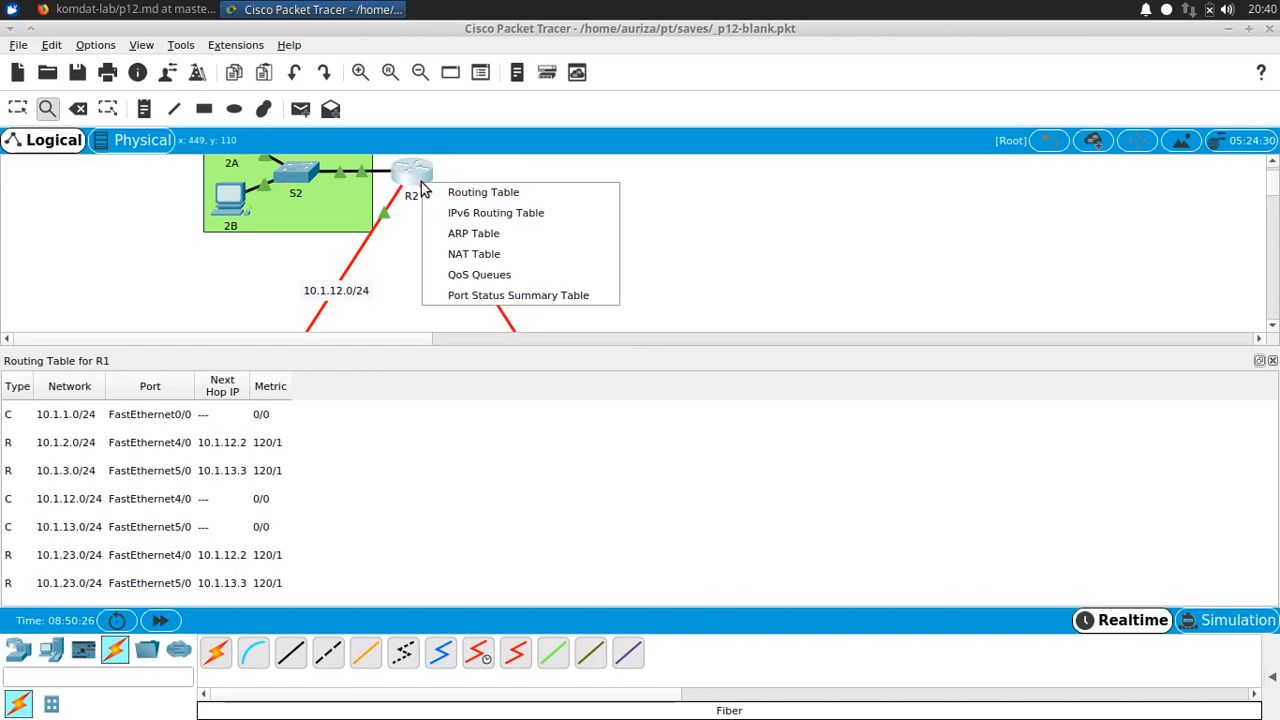 komdat-lab/p12.md at maste...
Cisco Packet Tracer - /home/...
20:40
Cisco Packet Tracer - /home/auriza/pt/saves/_p12-blank.pkt
File Edit Options View Tools Extensions Help
Logical Physical x: 449, y: 110 [Root] 05:24:30
2A
S2
2B
R2
10.1.12.0/24
Routing Table
IPv6 Routing Table
ARP Table
NAT Table
QoS Queues
Port Status Summary Table
Routing Table for R1
Type Network Port Next Hop IP Metric
C 10.1.1.0/24 FastEthernet0/0 --- 0/0
R 10.1.2.0/24 FastEthernet4/0 10.1.12.2 120/1
R 10.1.3.0/24 FastEthernet5/0 10.1.13.3 120/1
C 10.1.12.0/24 FastEthernet4/0 --- 0/0
C 10.1.13.0/24 FastEthernet5/0 --- 0/0
R 10.1.23.0/24 FastEthernet4/0 10.1.12.2 120/1
R 10.1.23.0/24 FastEthernet5/0 10.1.13.3 120/1
Time: 08:50:26 Realtime Simulation
Fiber